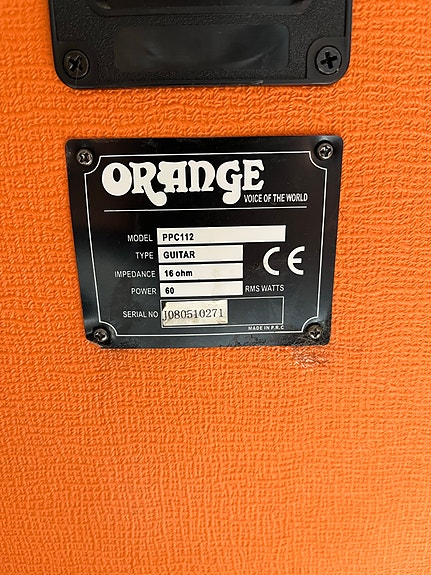 ORANGE
VOICE OF THE WORLD
MODEL PPC112
TYPE GUITAR
IMPEDANCE 16 ohm
POWER 60 RMS WATTS
CE
SERIAL NO J080510271
MADE IN P.R.C